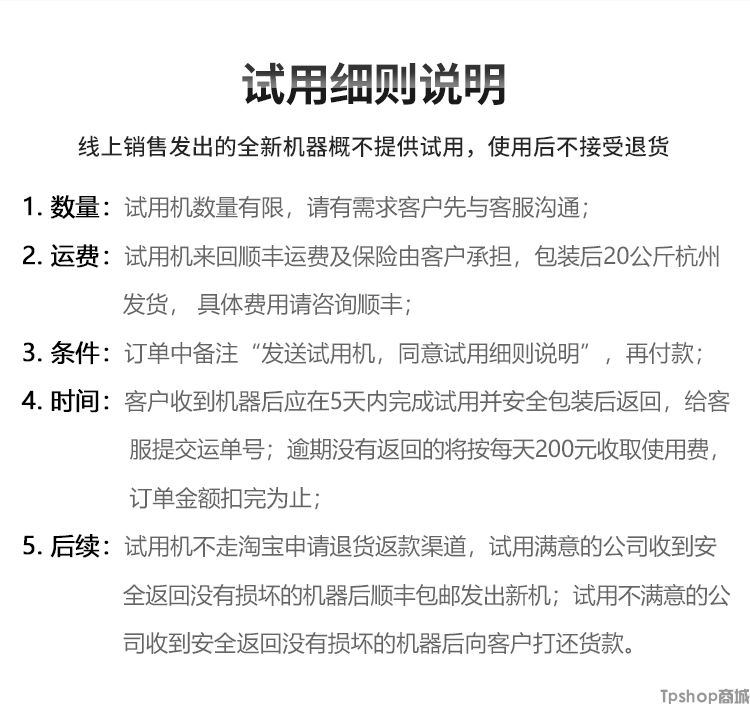 试用细则说明
线上销售发出的全新机器概不提供试用，使用后不接受退货
1. 数量：试用机数量有限，请有需求客户先与客服沟通；
2. 运费：试用机来回顺丰运费及保险由客户承担，包装后20公斤杭州
发货， 具体费用请咨询顺丰；
3. 条件：订单中备注“发送试用机，同意试用细则说明”，再付款；
4. 时间：客户收到机器后应在5天内完成试用并安全包装后返回，给客
服提交运单号；逾期没有返回的将按每天200元收取使用费，
订单金额扣完为止；
5. 后续：试用机不走淘宝申请退货返款渠道，试用满意的公司收到安
全返回没有损坏的机器后顺丰包邮发出新机；试用不满意的公
司收到安全返回没有损坏的机器后向客户打还货款。
Tpshop商城